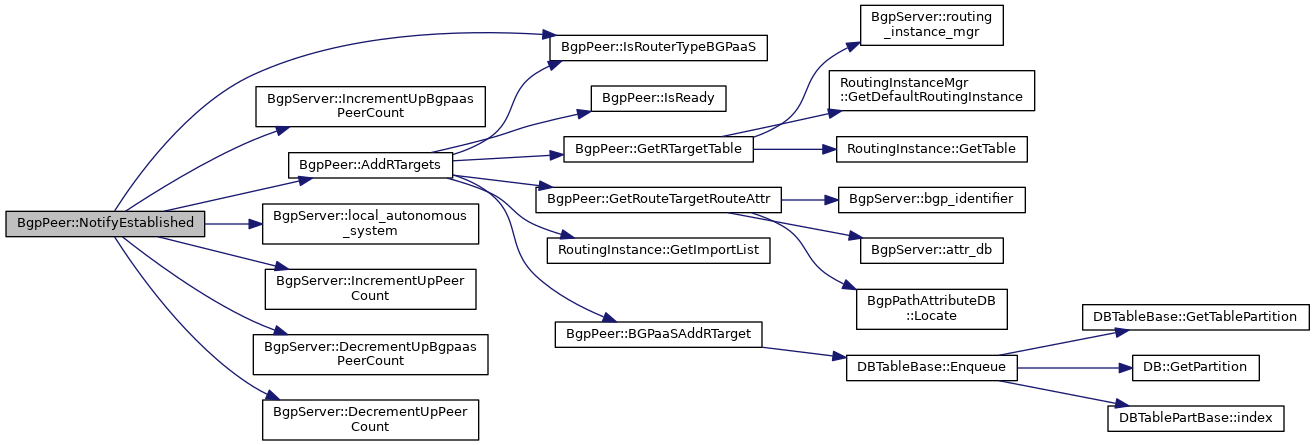 BgpPeer::NotifyEstablished
BgpPeer::IsRouterTypeBGPaaS
BgpServer::IncrementUpBgpaas
PeerCount
BgpPeer::AddRTargets
BgpServer::local_autonomous
_system
BgpServer::IncrementUpPeer
Count
BgpServer::DecrementUpBgpaas
PeerCount
BgpServer::DecrementUpPeer
Count
BgpPeer::IsReady
BgpPeer::GetRTargetTable
BgpPeer::GetRouteTargetRouteAttr
RoutingInstance::GetImportList
BgpPeer::BGPaaSAddRTarget
BgpServer::routing
_instance_mgr
RoutingInstanceMgr
::GetDefaultRoutingInstance
RoutingInstance::GetTable
BgpServer::bgp_identifier
BgpServer::attr_db
BgpPathAttributeDB
::Locate
DBTableBase::Enqueue
DBTableBase::GetTablePartition
DB::GetPartition
DBTablePartBase::index